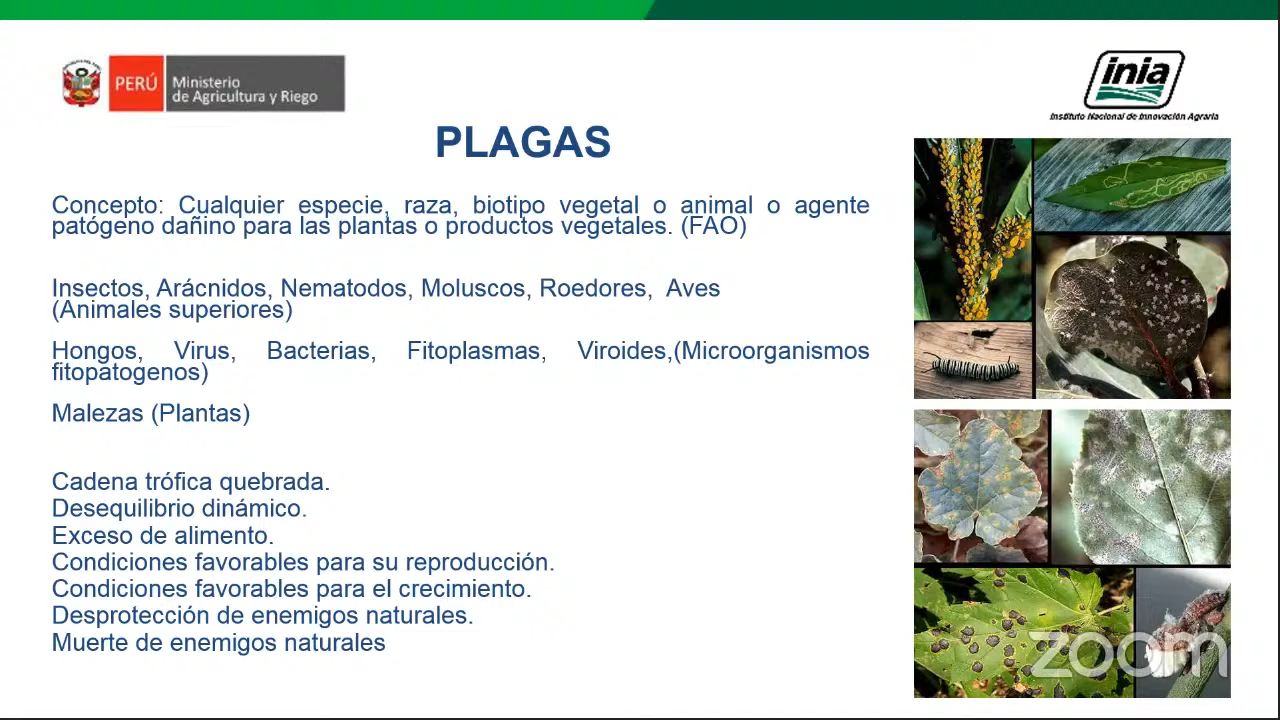 PERÚ
Ministerio
de Agricultura y Riego
inia
Instituto Nacional de Innovación Agraria
PLAGAS
Concepto: Cualquier especie, raza, biotipo vegetal o animal o agente
patógeno dañino para las plantas o productos vegetales. (FAO)
Insectos, Arácnidos, Nematodos, Moluscos, Roedores, Aves
(Animales superiores)
Hongos, Virus, Bacterias, Fitoplasmas, Viroides,(Microorganismos
fitopatogenos)
Malezas (Plantas)
Cadena trófica quebrada.
Desequilibrio dinámico.
Exceso de alimento.
Condiciones favorables para su reproducción.
Condiciones favorables para el crecimiento.
Desprotección de enemigos naturales.
Muerte de enemigos naturales
zoom